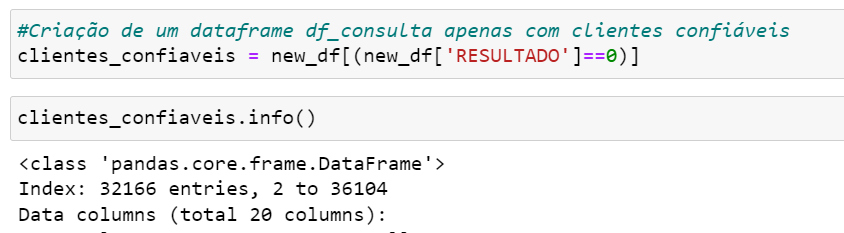 #Criação de um dataframe df_consulta apenas com clientes confiáveis
clientes_confiaveis = new_df[(new_df['RESULTADO']==0)]
clientes_confiaveis.info()
<class 'pandas.core.frame.DataFrame'>
Index: 32166 entries, 2 to 36104
Data columns (total 20 columns):